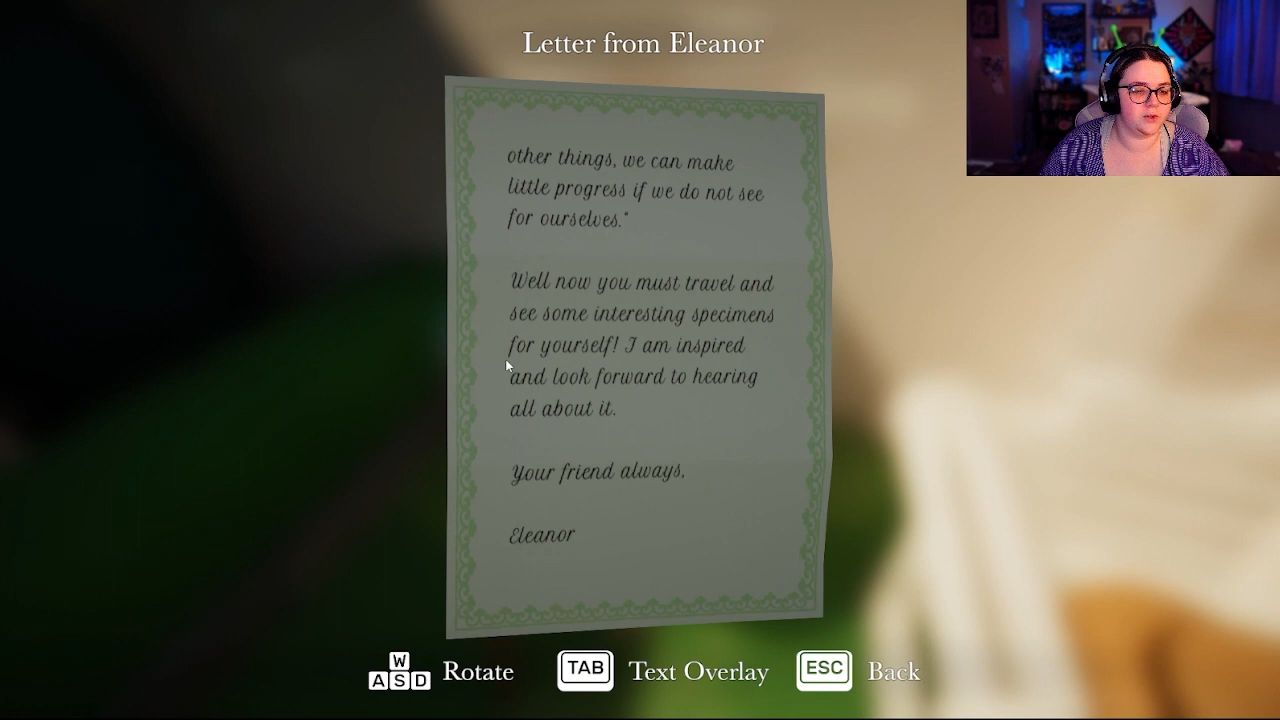 Letter from Eleanor
other things, we can make
little progress if we do not see
for ourselves."
Well now you must travel and
see some interesting specimens
for yourself! I am inspired
and look forward to hearing
all about it.
Your friend always,
Eleanor
W
A S D Rotate TAB Text Overlay ESC Back